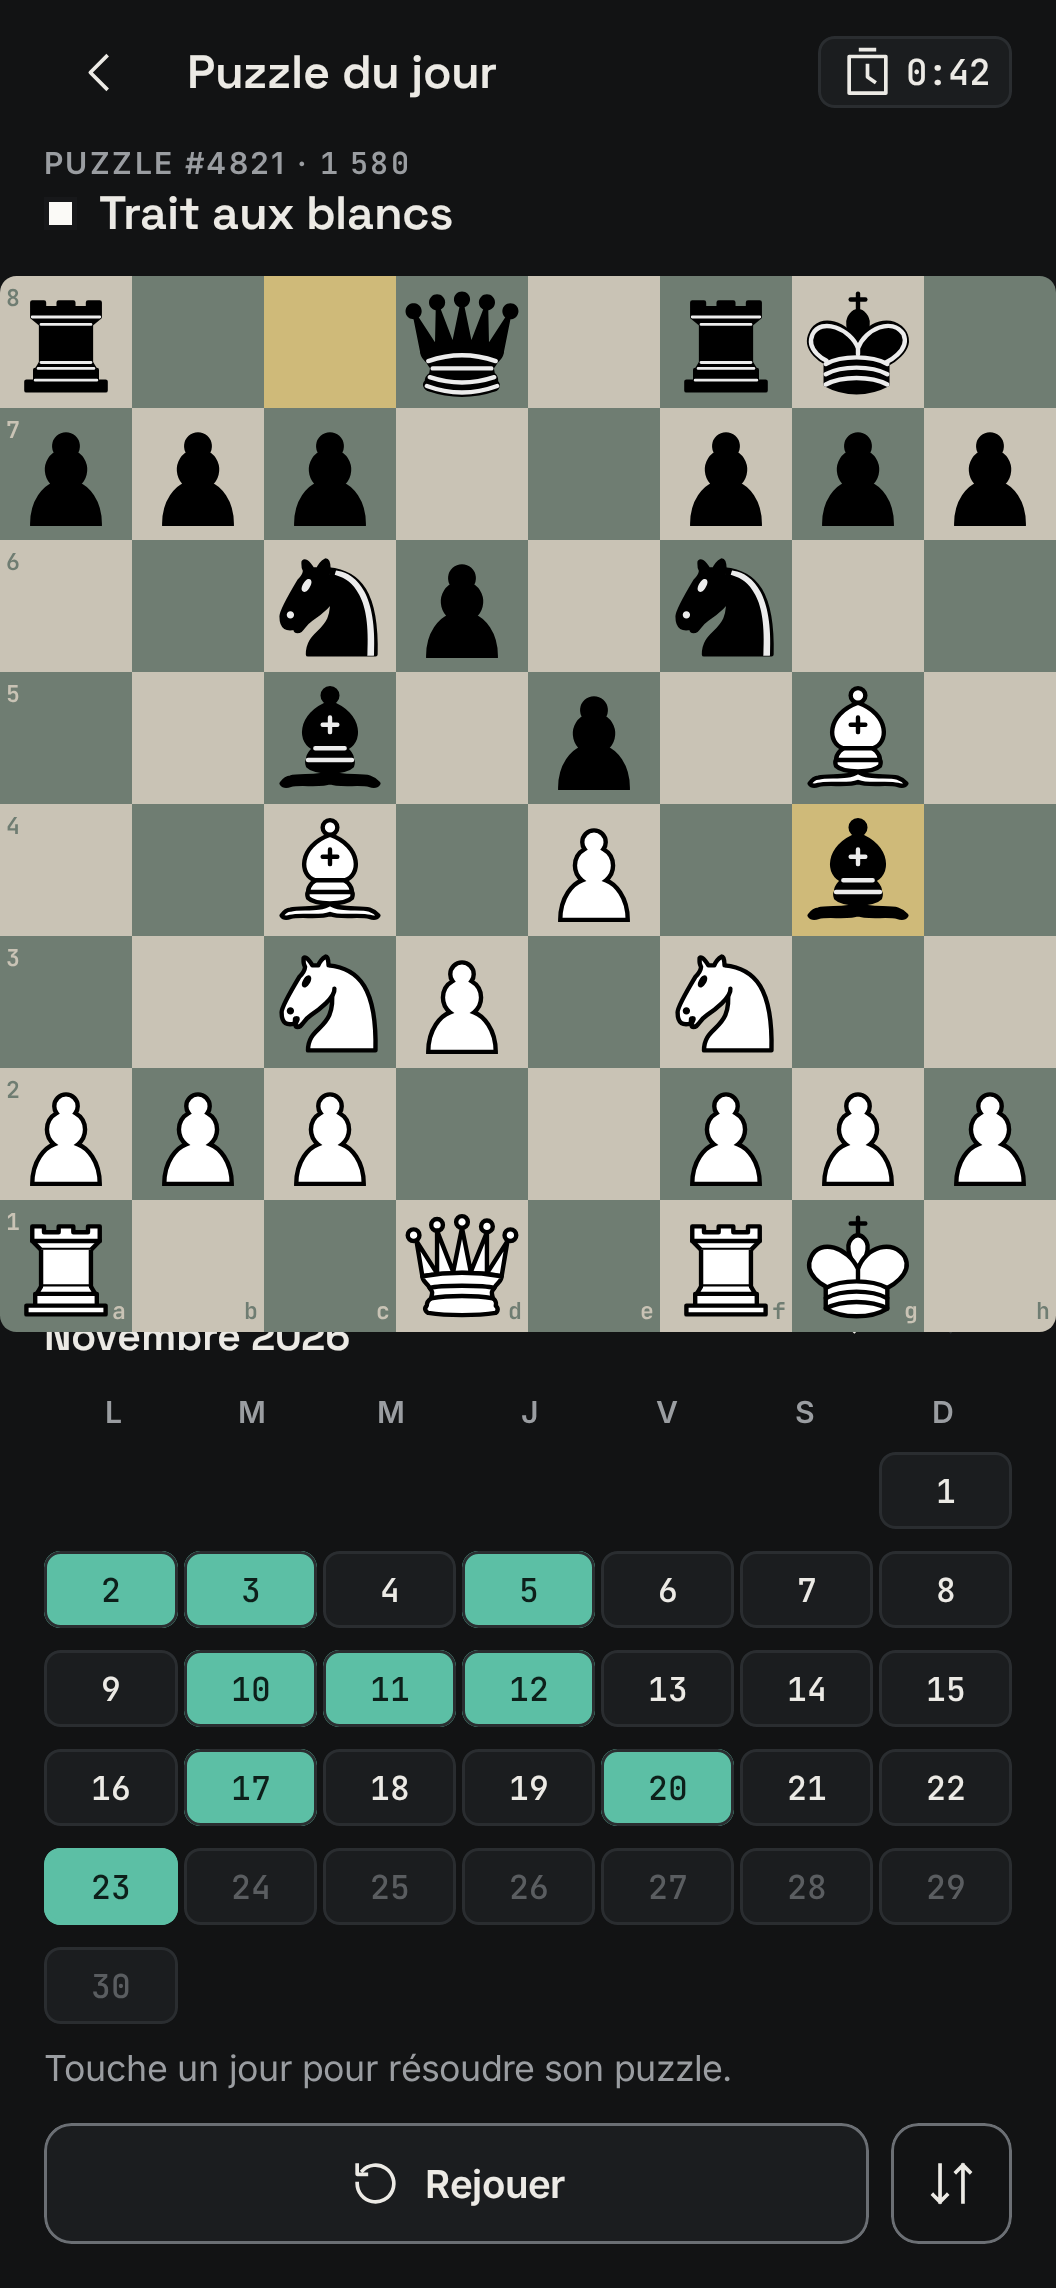 Puzzle du jour
0:42
PUZZLE #4821 · 1 580
Trait aux blancs
8
7
6
5
4
3
2
1
a b c d e f g h
Novembre 2026
L M M J V S D
1
2 3 4 5 6 7 8
9 10 11 12 13 14 15
16 17 18 19 20 21 22
23 24 25 26 27 28 29
30
Touche un jour pour résoudre son puzzle.
Rejouer